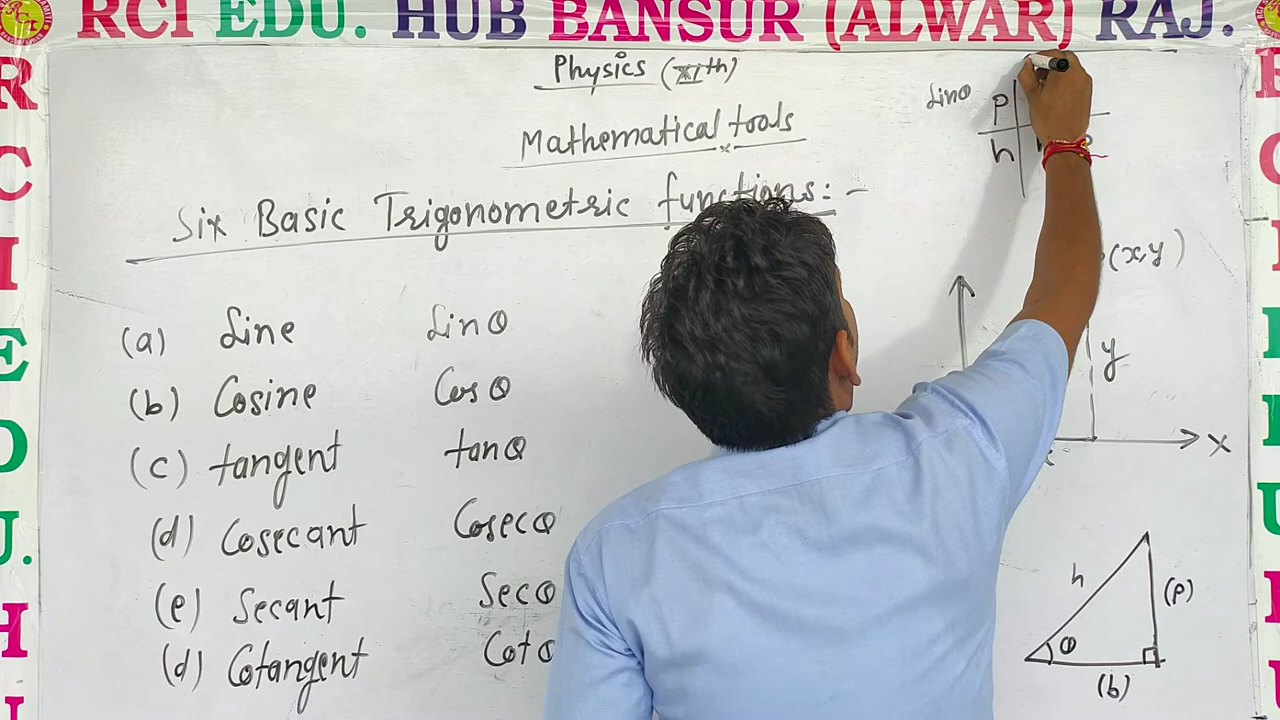 RCI EDU. HUB BANSUR (ALWAR) RAJ.
R
C
I
E
D
U.
H
Physics (XIth)
Mathematical tools
Six Basic Trigonometric functions:-
(a) Sine Sinθ
(b) Cosine Cosθ
(c) tangent tanθ
(d) Cosecant Cosecθ
(e) Secant Secθ
(d) Cotangent Cotθ
Sinθ
P
h
(x,y)
y
x
h
(P)
θ
(b)